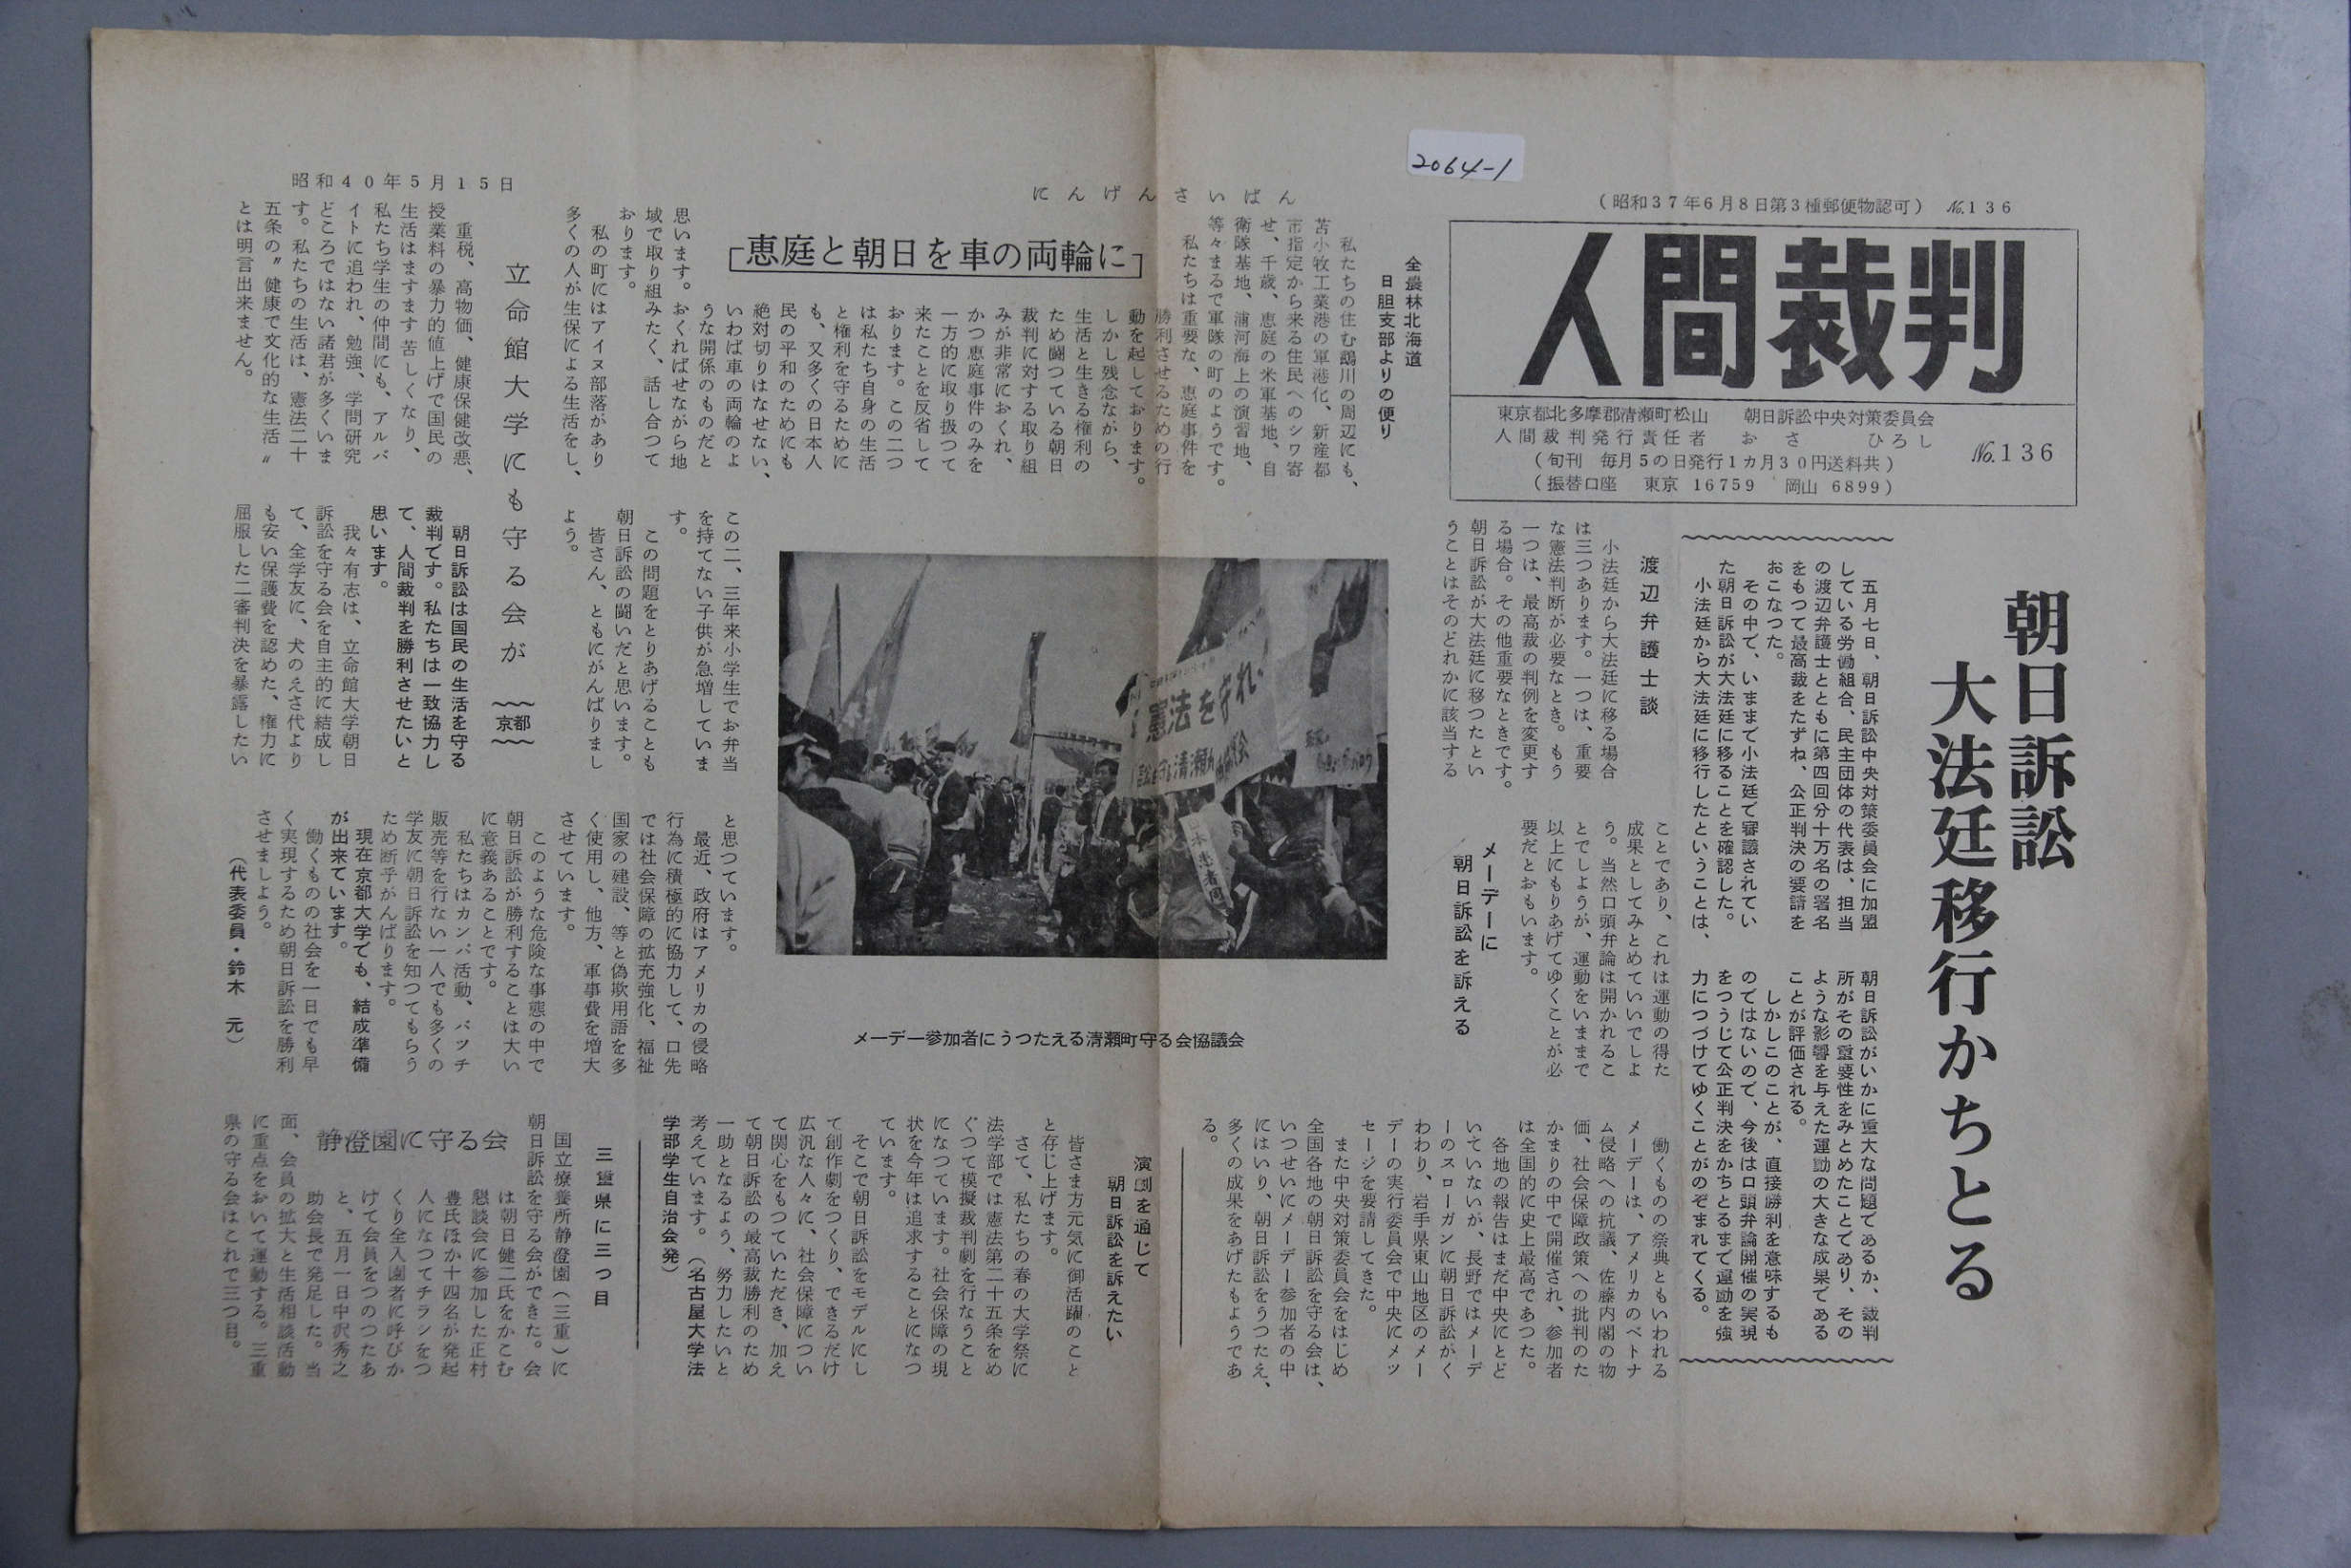 2064-1
(昭和37年6月8日第3種郵便物認可) №136
にんげんさいばん
昭和40年5月15日
人間裁判
東京都北多摩郡清瀬町松山 朝日訴訟中央対策委員会
人間裁判発行責任者 おさ ひろし
№136
(旬刊 毎月5の日発行1カ月30円送料共)
(振替口座 東京 16759 岡山 6899)
朝日訴訟
大法廷移行かちとる
五月七日、朝日訴訟中央対策委員会に加盟
している労働組合、民主団体の代表は、担当
の渡辺弁護士とともに第四回分十万名の署名
をもつて最高裁をたずね、公正判決の要請を
おこなつた。
その中で、いままで小法廷で審議されてい
た朝日訴訟が大法廷に移ることを確認した。
小法廷から大法廷に移行したということは、
朝日訴訟がいかに重大な問題であるか、裁判
所がその重要性をみとめたことであり、その
ような影響を与えた運動の大きな成果である
ことが評価される。
しかしこのことが、直接勝利を意味するも
のではないので、今後は口頭弁論開催の実現
をつうじて公正判決をかちとるまで運動を強
力につづけてゆくことがのぞまれてくる。
渡辺弁護士談
小法廷から大法廷に移る場合
は三つあります。一つは、重要
な憲法判断が必要なとき。もう
一つは、最高裁の判例を変更す
る場合。その他重要なときです。
朝日訴訟が大法廷に移つたとい
うことはそのどれかに該当する
ことであり、これは運動の得た
成果としてみとめていいでしよ
う。当然口頭弁論は開かれるこ
とでしようが、運動をいままで
以上にもりあげてゆくことが必
要だとおもいます。
メーデーに
朝日訴訟を訴える
働くものの祭典ともいわれる
メーデーは、アメリカのベトナ
ム侵略への抗議、佐藤内閣の物
価、社会保障政策への批判のた
かまりの中で開催され、参加者
は全国的に史上最高であつた。
各地の報告はまだ中央にとど
いていないが、長野ではメーデ
ーのスローガンに朝日訴訟がく
わわり、岩手県東山地区のメー
デーの実行委員会で中央にメツ
セージを要請してきた。
また中央対策委員会をはじめ
全国各地の朝日訴訟を守る会は、
いつせいにメーデー参加者の中
にはいり、朝日訴訟をうつたえ、
多くの成果をあげたもようであ
る。
全農林北海道
日胆支部よりの便り
私たちの住む鵡川の周辺にも、
苫小牧工業港の軍港化、新産都
市指定から来る住民へのシワ寄
せ、千歳、恵庭の米軍基地、自
衛隊基地、浦河海上の演習地、
等々まるで軍隊の町のようです。
私たちは重要な、恵庭事件を
勝利させるための行
動を起しております。
しかし残念ながら、
生活と生きる権利の
ため闘つている朝日
裁判に対する取り組
みが非常におくれ、
かつ恵庭事件のみを
一方的に取り扱つて
来たことを反省して
おります。この二つ
は私たち自身の生活
と権利を守るために
も、又多くの日本人
民の平和のためにも
絶対切りはなせない、
いわば車の両輪のよ
うな関係のものだと
思います。
おくればせながら地
域で取り組みたく、話し合つて
おります。
私の町にはアイヌ部落があり
多くの人が生保による生活をし、
この二、三年来小学生でお弁当
を持てない子供が急増していま
す。
この問題をとりあげることも
朝日訴訟の闘いだと思います。
皆さん、ともにがんばりまし
よう。
恵庭と朝日を車の両輪に
憲法を守れ
メーデー参加者にうつたえる清瀬町守る会協議会
立命館大学にも守る会が
京都
重税、高物価、健康保健改悪、
授業料の暴力的値上げで国民の
生活はますます苦しくなり、
私たち学生の仲間にも、アルバ
イトに追われ、勉強、学問研究
どころではない諸君が多くいま
す。私たちの生活は、憲法二十
五条の〃健康で文化的な生活〃
とは明言出来ません。
朝日訴訟は国民の生活を守る
裁判です。私たちは一致協力し
て、人間裁判を勝利させたいと
思います。
我々有志は、立命館大学朝日
訴訟を守る会を自主的に結成し
て、全学友に、犬のえさ代より
も安い保護費を認めた、権力に
屈服した二審判決を暴露したい
と思つています。
最近、政府はアメリカの侵略
行為に積極的に協力して、口先
では社会保障の拡充強化、福祉
国家の建設、等と偽欺用語を多
く使用し、他方、軍事費を増大
させています。
このような危険な事態の中で
朝日訴訟が勝利することは大い
に意義あることです。
私たちはカンパ活動、バツチ
販売等を行ない一人でも多くの
学友に朝日訴訟を知つてもらう
ため断乎がんばります。
現在京都大学でも、結成準備
が出来ています。
働くものの社会を一日でも早
く実現するため朝日訴訟を勝利
させましよう。
(代表委員・鈴木 元)
演劇を通じて
朝日訴訟を訴えたい
皆さま方元気に御活躍のこと
と存じ上げます。
さて、私たちの春の大学祭に
法学部では憲法第二十五条をめ
ぐつて模擬裁判劇を行なうこと
になつています。社会保障の現
状を今年は追求することになつ
ています。
そこで朝日訴訟をモデルにし
て創作劇をつくり、できるだけ
広汎な人々に、社会保障につい
て関心をもつていただき、加え
て朝日訴訟の最高裁勝利のため
一助となるよう、努力したいと
考えています。(名古屋大学法
学部学生自治会発)
三重県に三つ目
静澄園に守る会
国立療養所静澄園(三重)に
朝日訴訟を守る会ができた。会
は朝日健二氏をかこむ
懇談会に参加した正村
豊氏ほか十四名が発起
人になつてチラシをつ
くり全入園者に呼びか
けて会員をつのつたあ
と、五月一日中沢秀之
助会長で発足した。当
面、会員の拡大と生活相談活動
に重点をおいて運動する。三重
県の守る会はこれで三つ目。